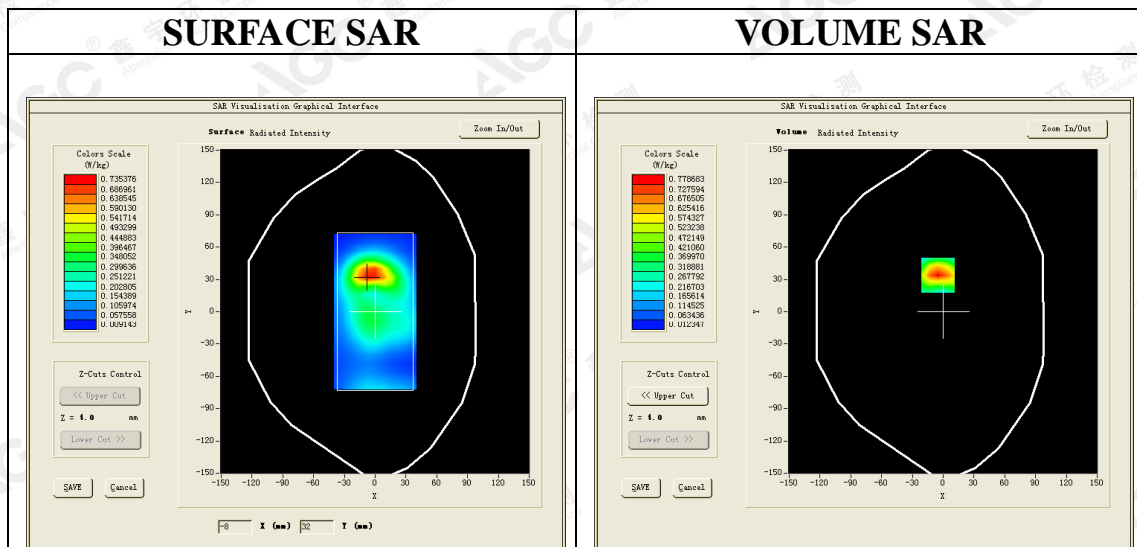 SURFACE SAR
VOLUME SAR
SAR Visualisation Graphical Interface
Surface Radiated Intensity
Zoom In/Out
Colors Scale
(W/kg)
0.735376
0.686961
0.638545
0.590130
0.541714
0.493299
0.444883
0.396467
0.348052
0.299636
0.251221
0.202805
0.154389
0.105974
0.057558
0.009143
Z-Cuts Control
<< Upper Cut
Z = 4.0 mm
Lower Cut >>
SAVE
Cancel
150
120
90
60
30
0
-30
-60
-90
-120
-150
Y
-150 -120 -90 -60 -30 0 30 60 90 120 150
X
-8 X (mm) 32 Y (mm)
SAR Visualisation Graphical Interface
Volume Radiated Intensity
Zoom In/Out
Colors Scale
(W/kg)
0.778683
0.727594
0.676505
0.625416
0.574327
0.523238
0.472149
0.421060
0.369970
0.318881
0.267792
0.216703
0.165614
0.114525
0.063436
0.012347
Z-Cuts Control
<< Upper Cut
Z = 4.0 mm
Lower Cut >>
SAVE
Cancel
150
120
90
60
30
0
-30
-60
-90
-120
-150
Y
-150 -120 -90 -60 -30 0 30 60 90 120 150
X